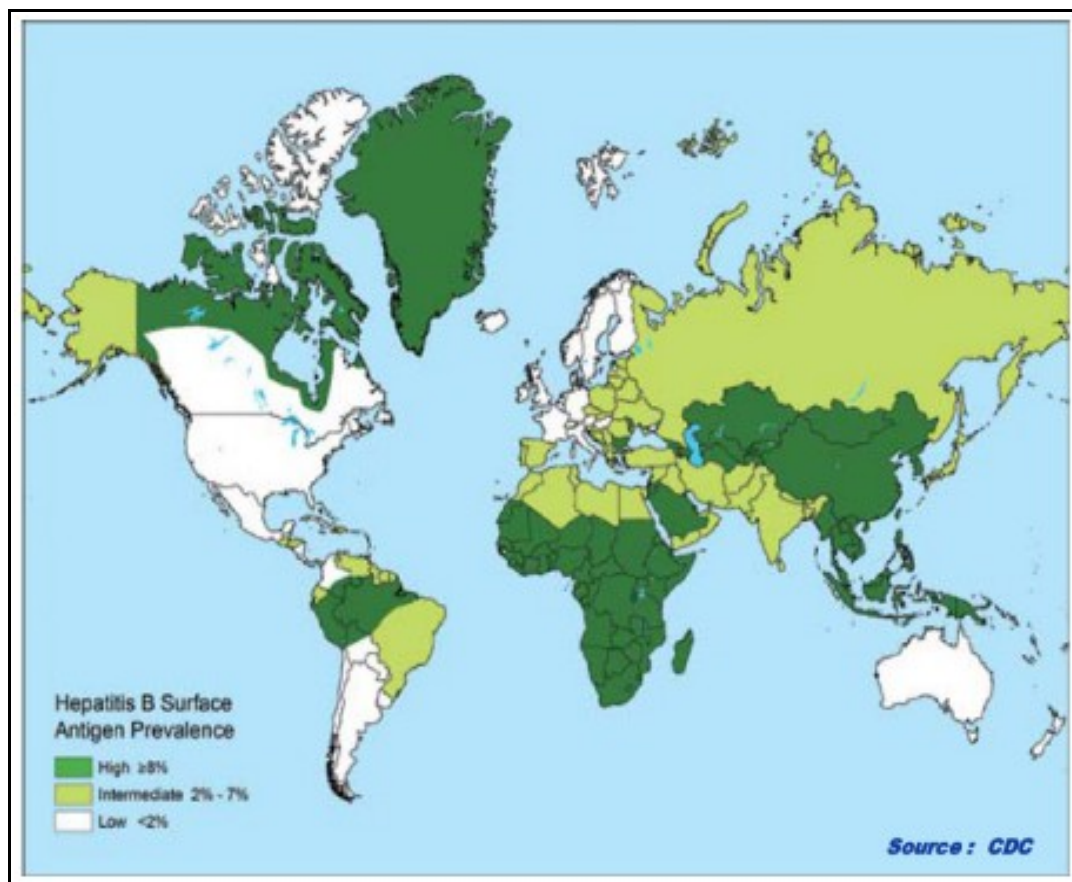 Hepatitis B Surface
Antigen Prevalence
High ≥8%
Intermediate 2% - 7%
Low <2%
Source : CDC